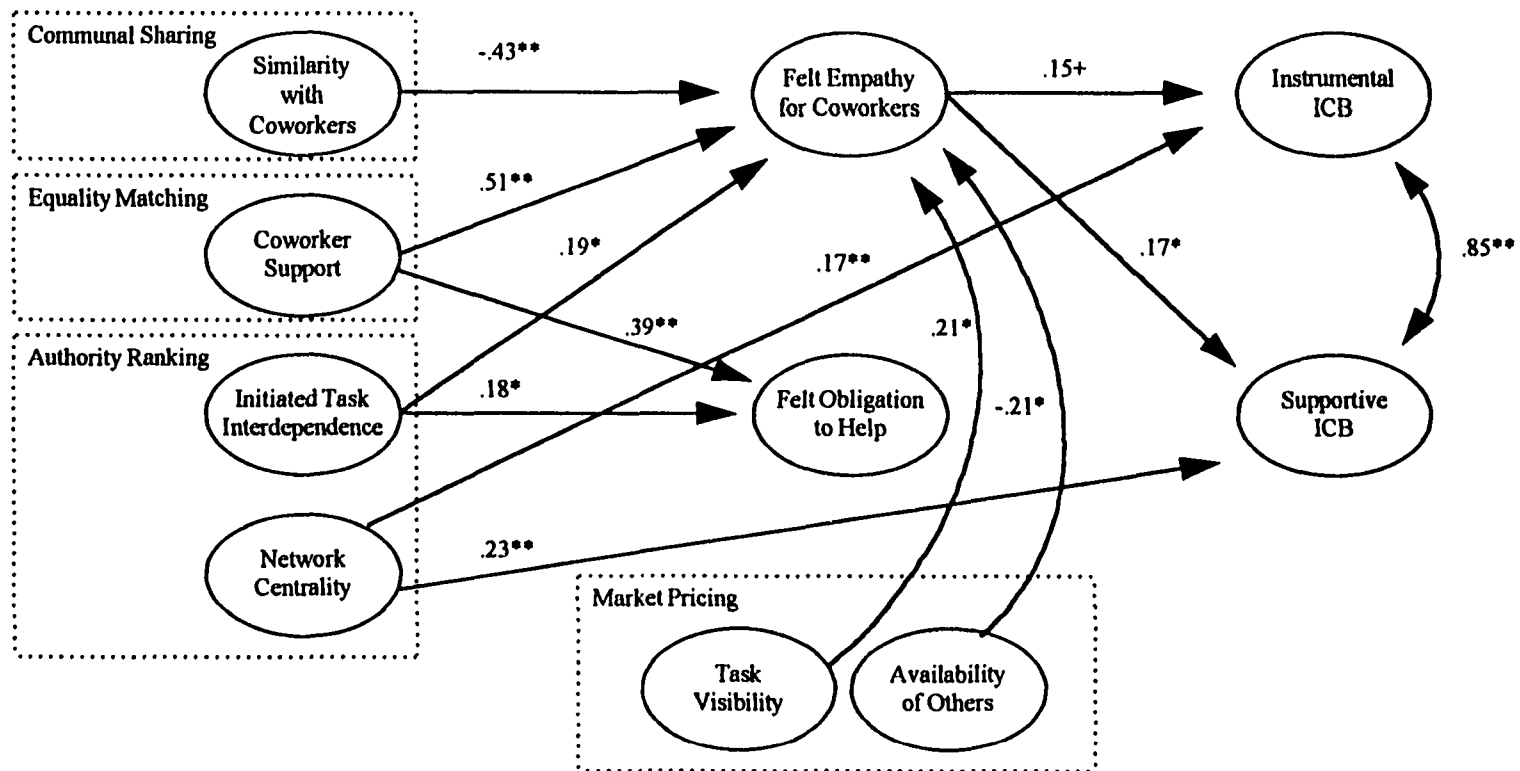 Communal Sharing
Similarity
with
Coworkers
-.43**
Felt Empathy
for Coworkers
.15+
Instrumental
ICB
Equality Matching
Coworker
Support
.51**
.19*
.39**
.17**
.17*
.85**
Authority Ranking
Initiated Task
Interdependence
.18*
Felt Obligation
to Help
.21*
-.21*
Supportive
ICB
Network
Centrality
.23**
Market Pricing
Task
Visibility
Availability
of Others